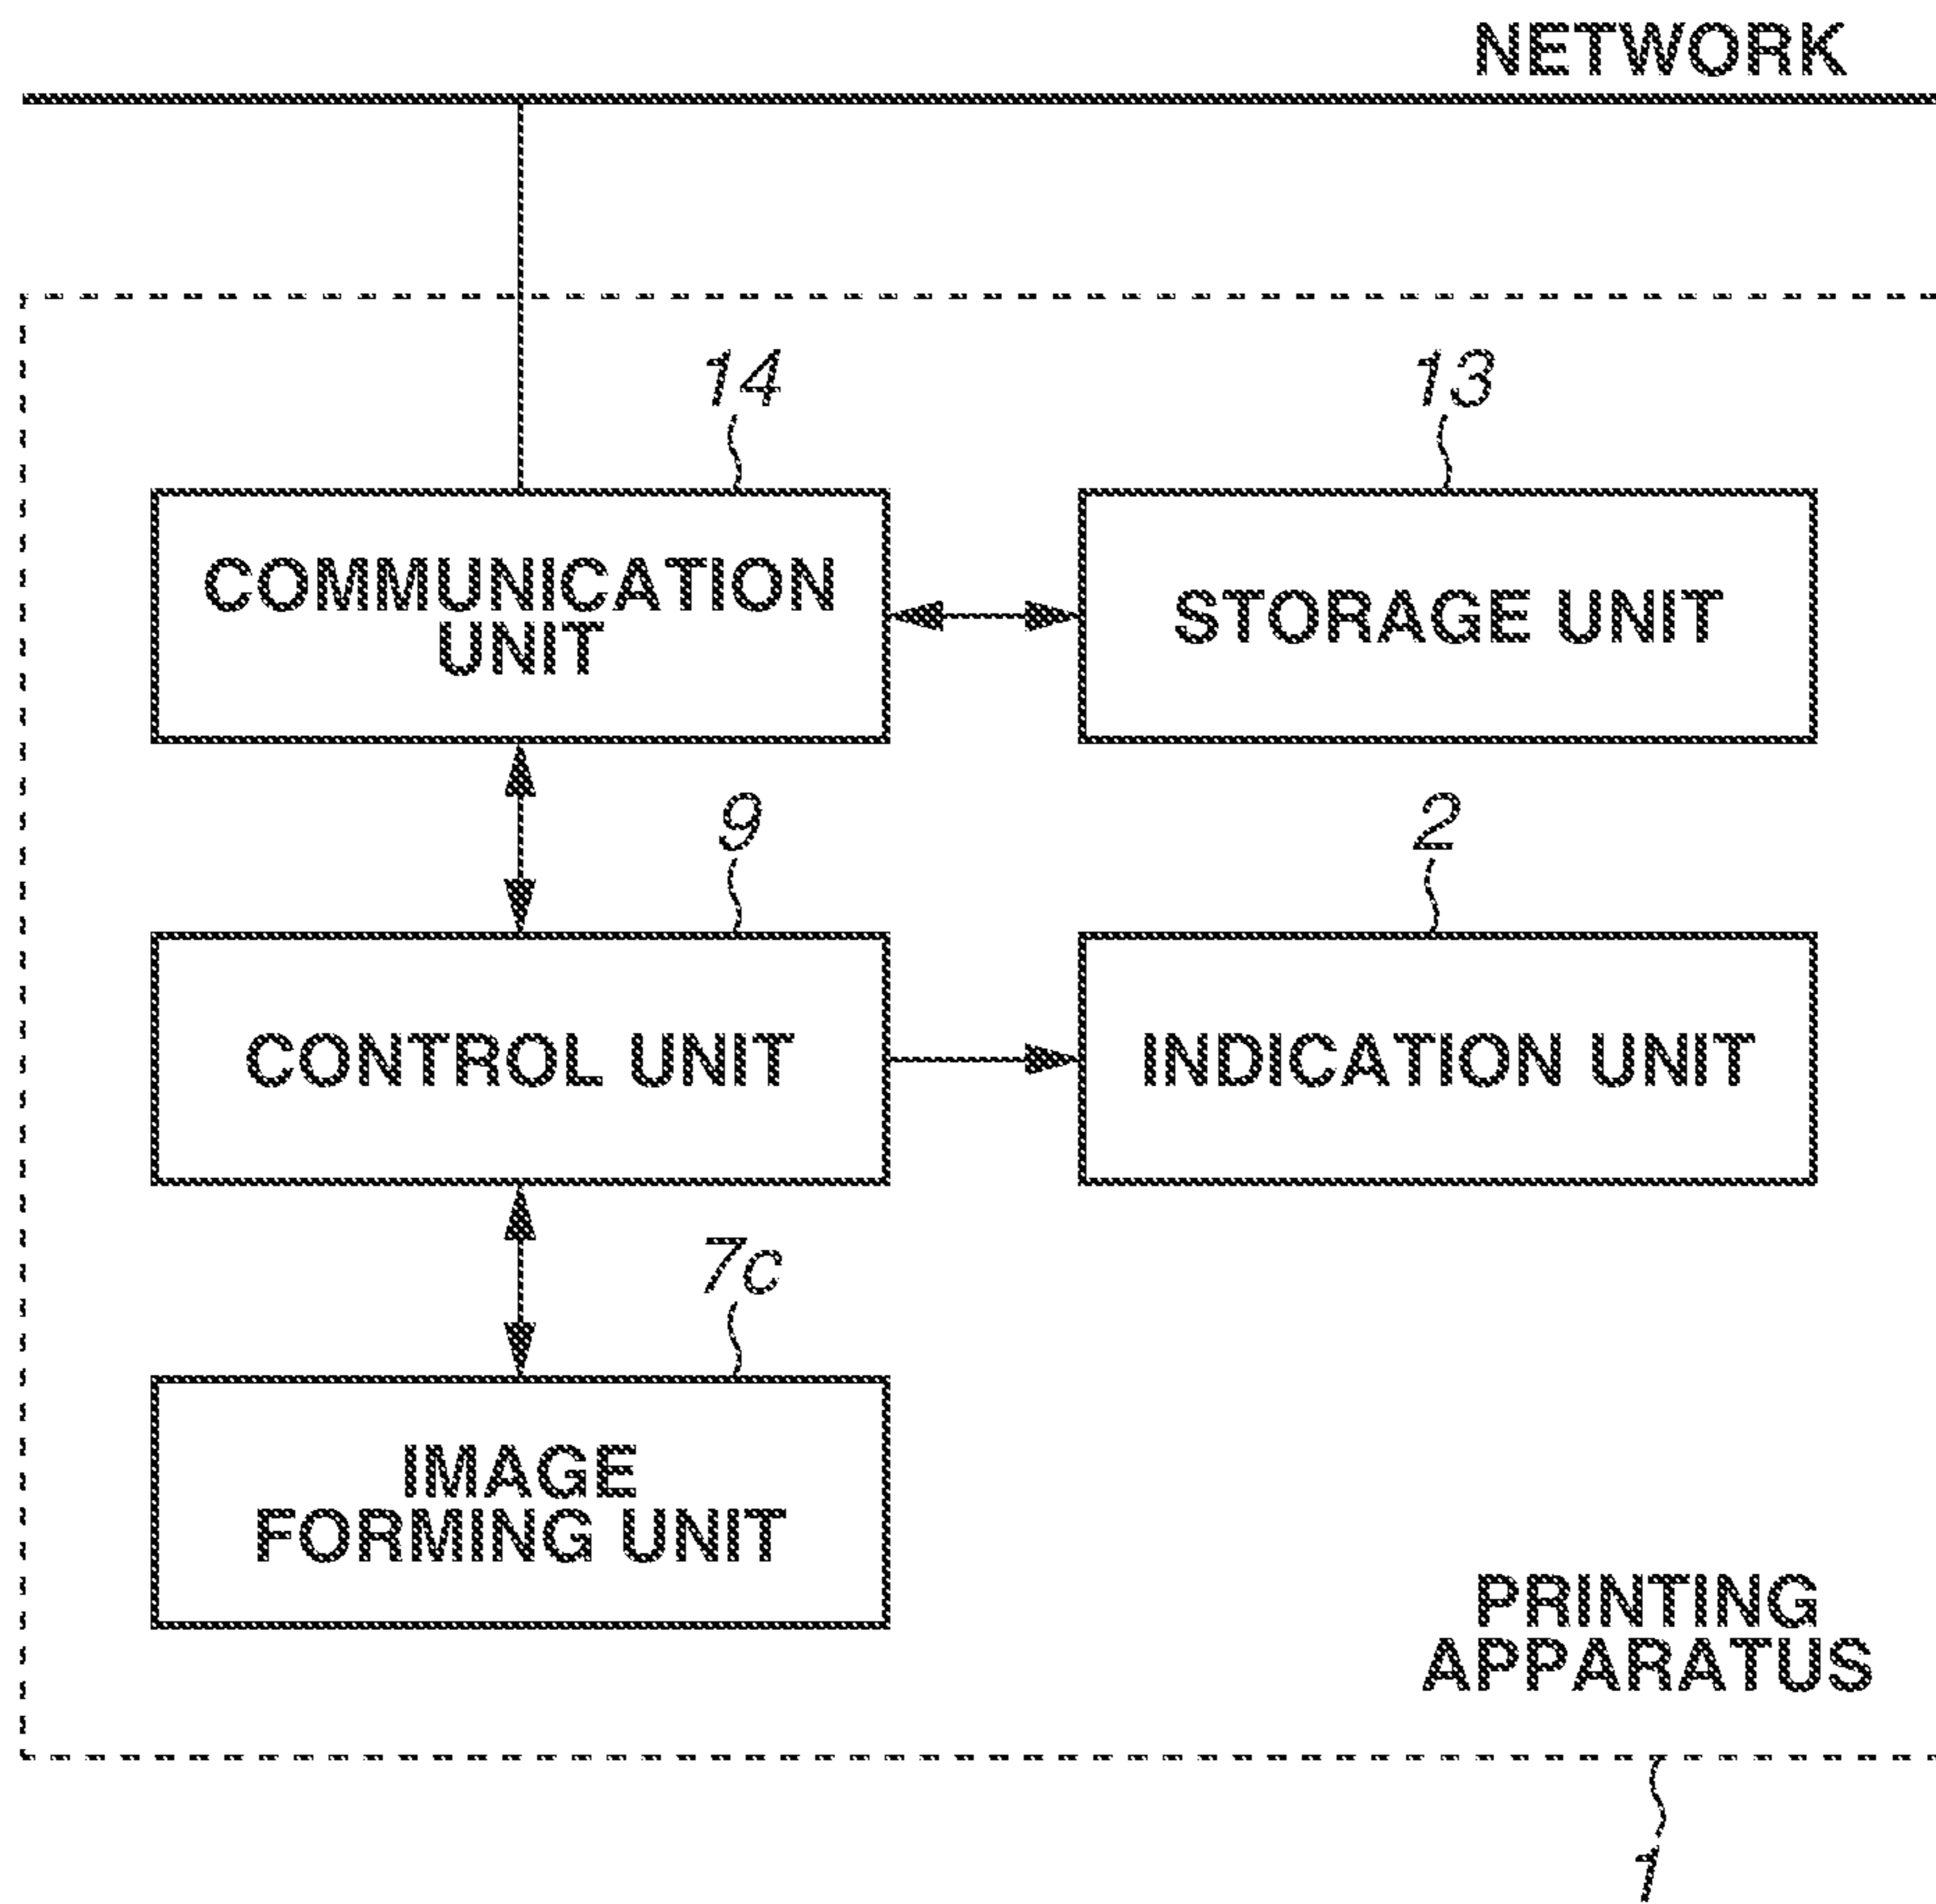 NETWORK
14
13
COMMUNICATION
UNIT
STORAGE UNIT
9
2
CONTROL UNIT
INDICATION UNIT
7c
IMAGE
FORMING UNIT
PRINTING
APPARATUS
1